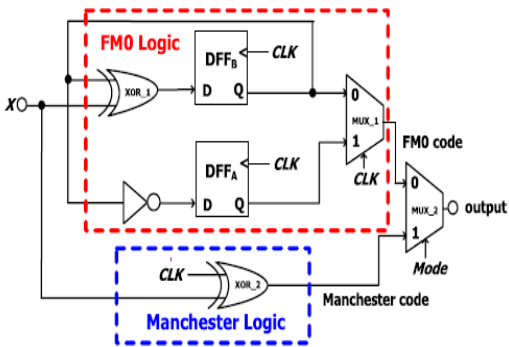 FM0 Logic
DFFB
CLK
XOR_1
D
Q
0
X
MUX_1
1
DFFA
CLK
D
Q
CLK
FM0 code
0
MUX_2
output
1
Mode
CLK
XOR_2
Manchester code
Manchester Logic